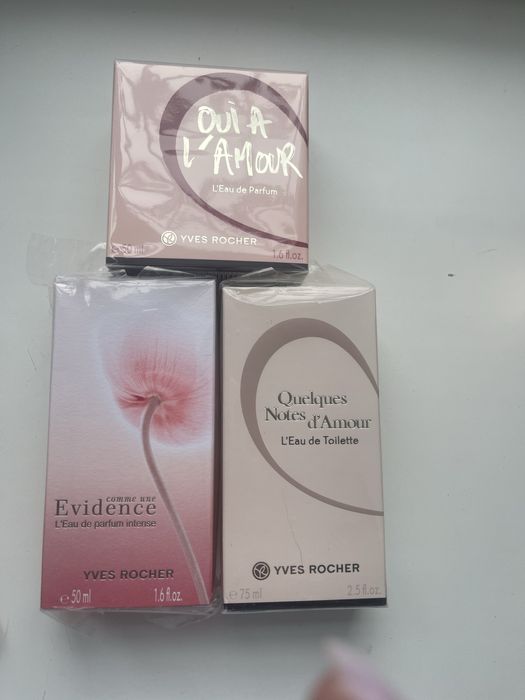 OUI A
L'AMOUR
L'Eau de Parfum
YVES ROCHER
e 50 ml
1.6 fl.oz.
comme une
Evidence
L'Eau de parfum intense
YVES ROCHER
e 50 ml
1.6 fl.oz.
Quelques
Notes d'Amour
L'Eau de Toilette
YVES ROCHER
e 75 ml
2.5 fl.oz.